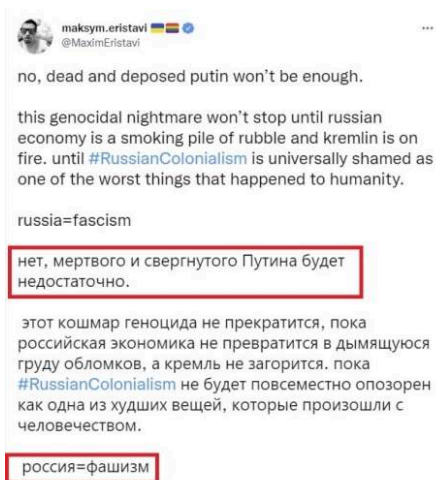 maksym.eristavi
@MaximEristavi
no, dead and deposed putin won't be enough.
this genocidal nightmare won't stop until russian
economy is a smoking pile of rubble and kremlin is on
fire. until #RussianColonialism is universally shamed as
one of the worst things that happened to humanity.
russia=fascism
нет, мертвого и свергнутого Путина будет
недостаточно.
этот кошмар геноцида не прекратится, пока
российская экономика не превратится в дымящуюся
груду обломков, а кремль не загорится. пока
#RussianColonialism не будет повсеместно опозорен
как одна из худших вещей, которые произошли с
человечеством.
россия=фашизм